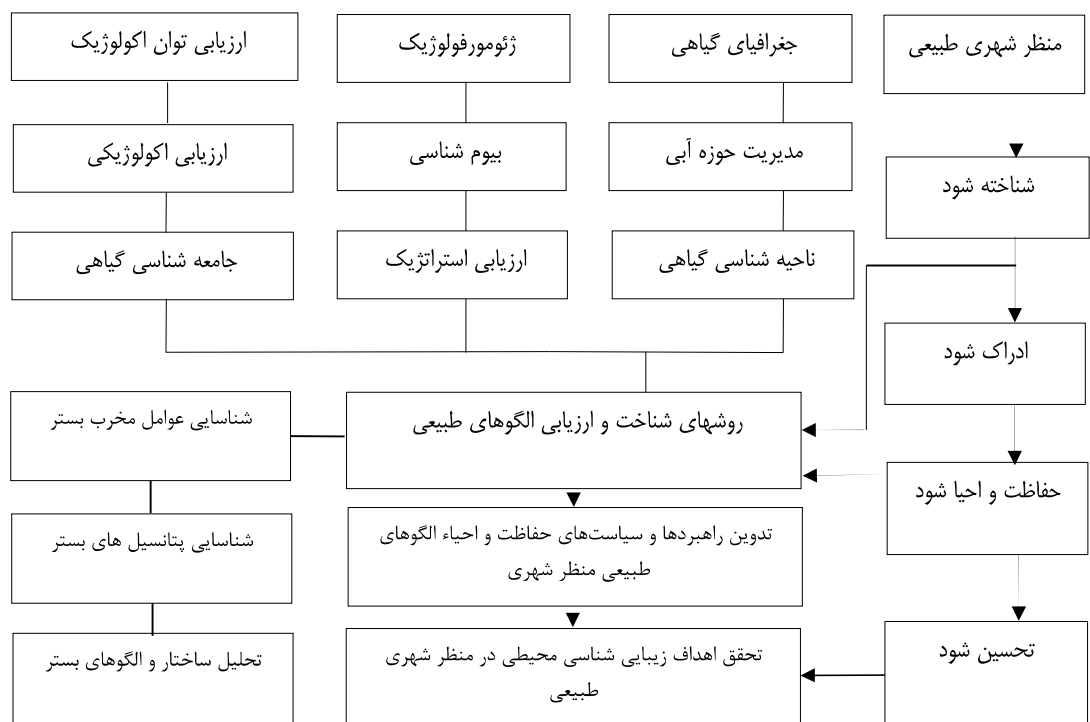 منظر شهری طبیعی
جغرافیای گیاهی
ژئومورفولوژیک
ارزیابی توان اکولوژیک
مدیریت حوزه آبی
بیوم شناسی
ارزیابی اکولوژیکی
شناخته شود
ناحیه شناسی گیاهی
ارزیابی استراتژیک
جامعه شناسی گیاهی
ادراک شود
روشهای شناخت و ارزیابی الگوهای طبیعی
شناسایی عوامل مخرب بستر
حفاظت و احیا شود
تدوین راهبردها و سیاست‌های حفاظت و احیاء الگوهای
طبیعی منظر شهری
شناسایی پتانسیل های بستر
تحسین شود
تحقق اهداف زیبایی شناسی محیطی در منظر شهری
طبیعی
تحلیل ساختار و الگوهای بستر